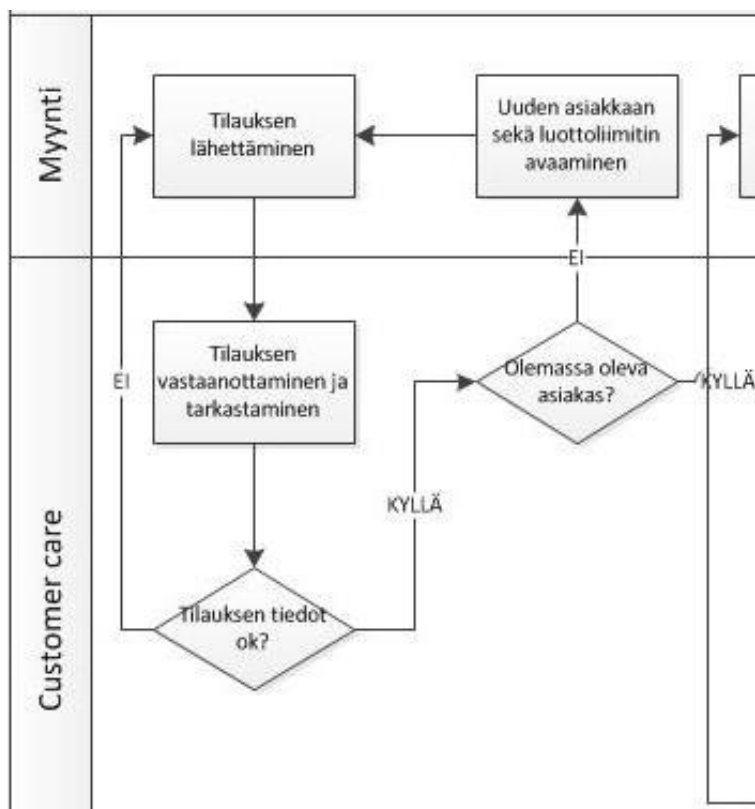 Myynti
Tilauksen
lähettäminen
Uuden asiakkaan
sekä luottoliimitin
avaaminen
EI
Customer care
Tilauksen
vastaanottaminen ja
tarkastaminen
Olemassa oleva
asiakas?
KYLLÄ
EI
KYLLÄ
Tilauksen tiedot
ok?